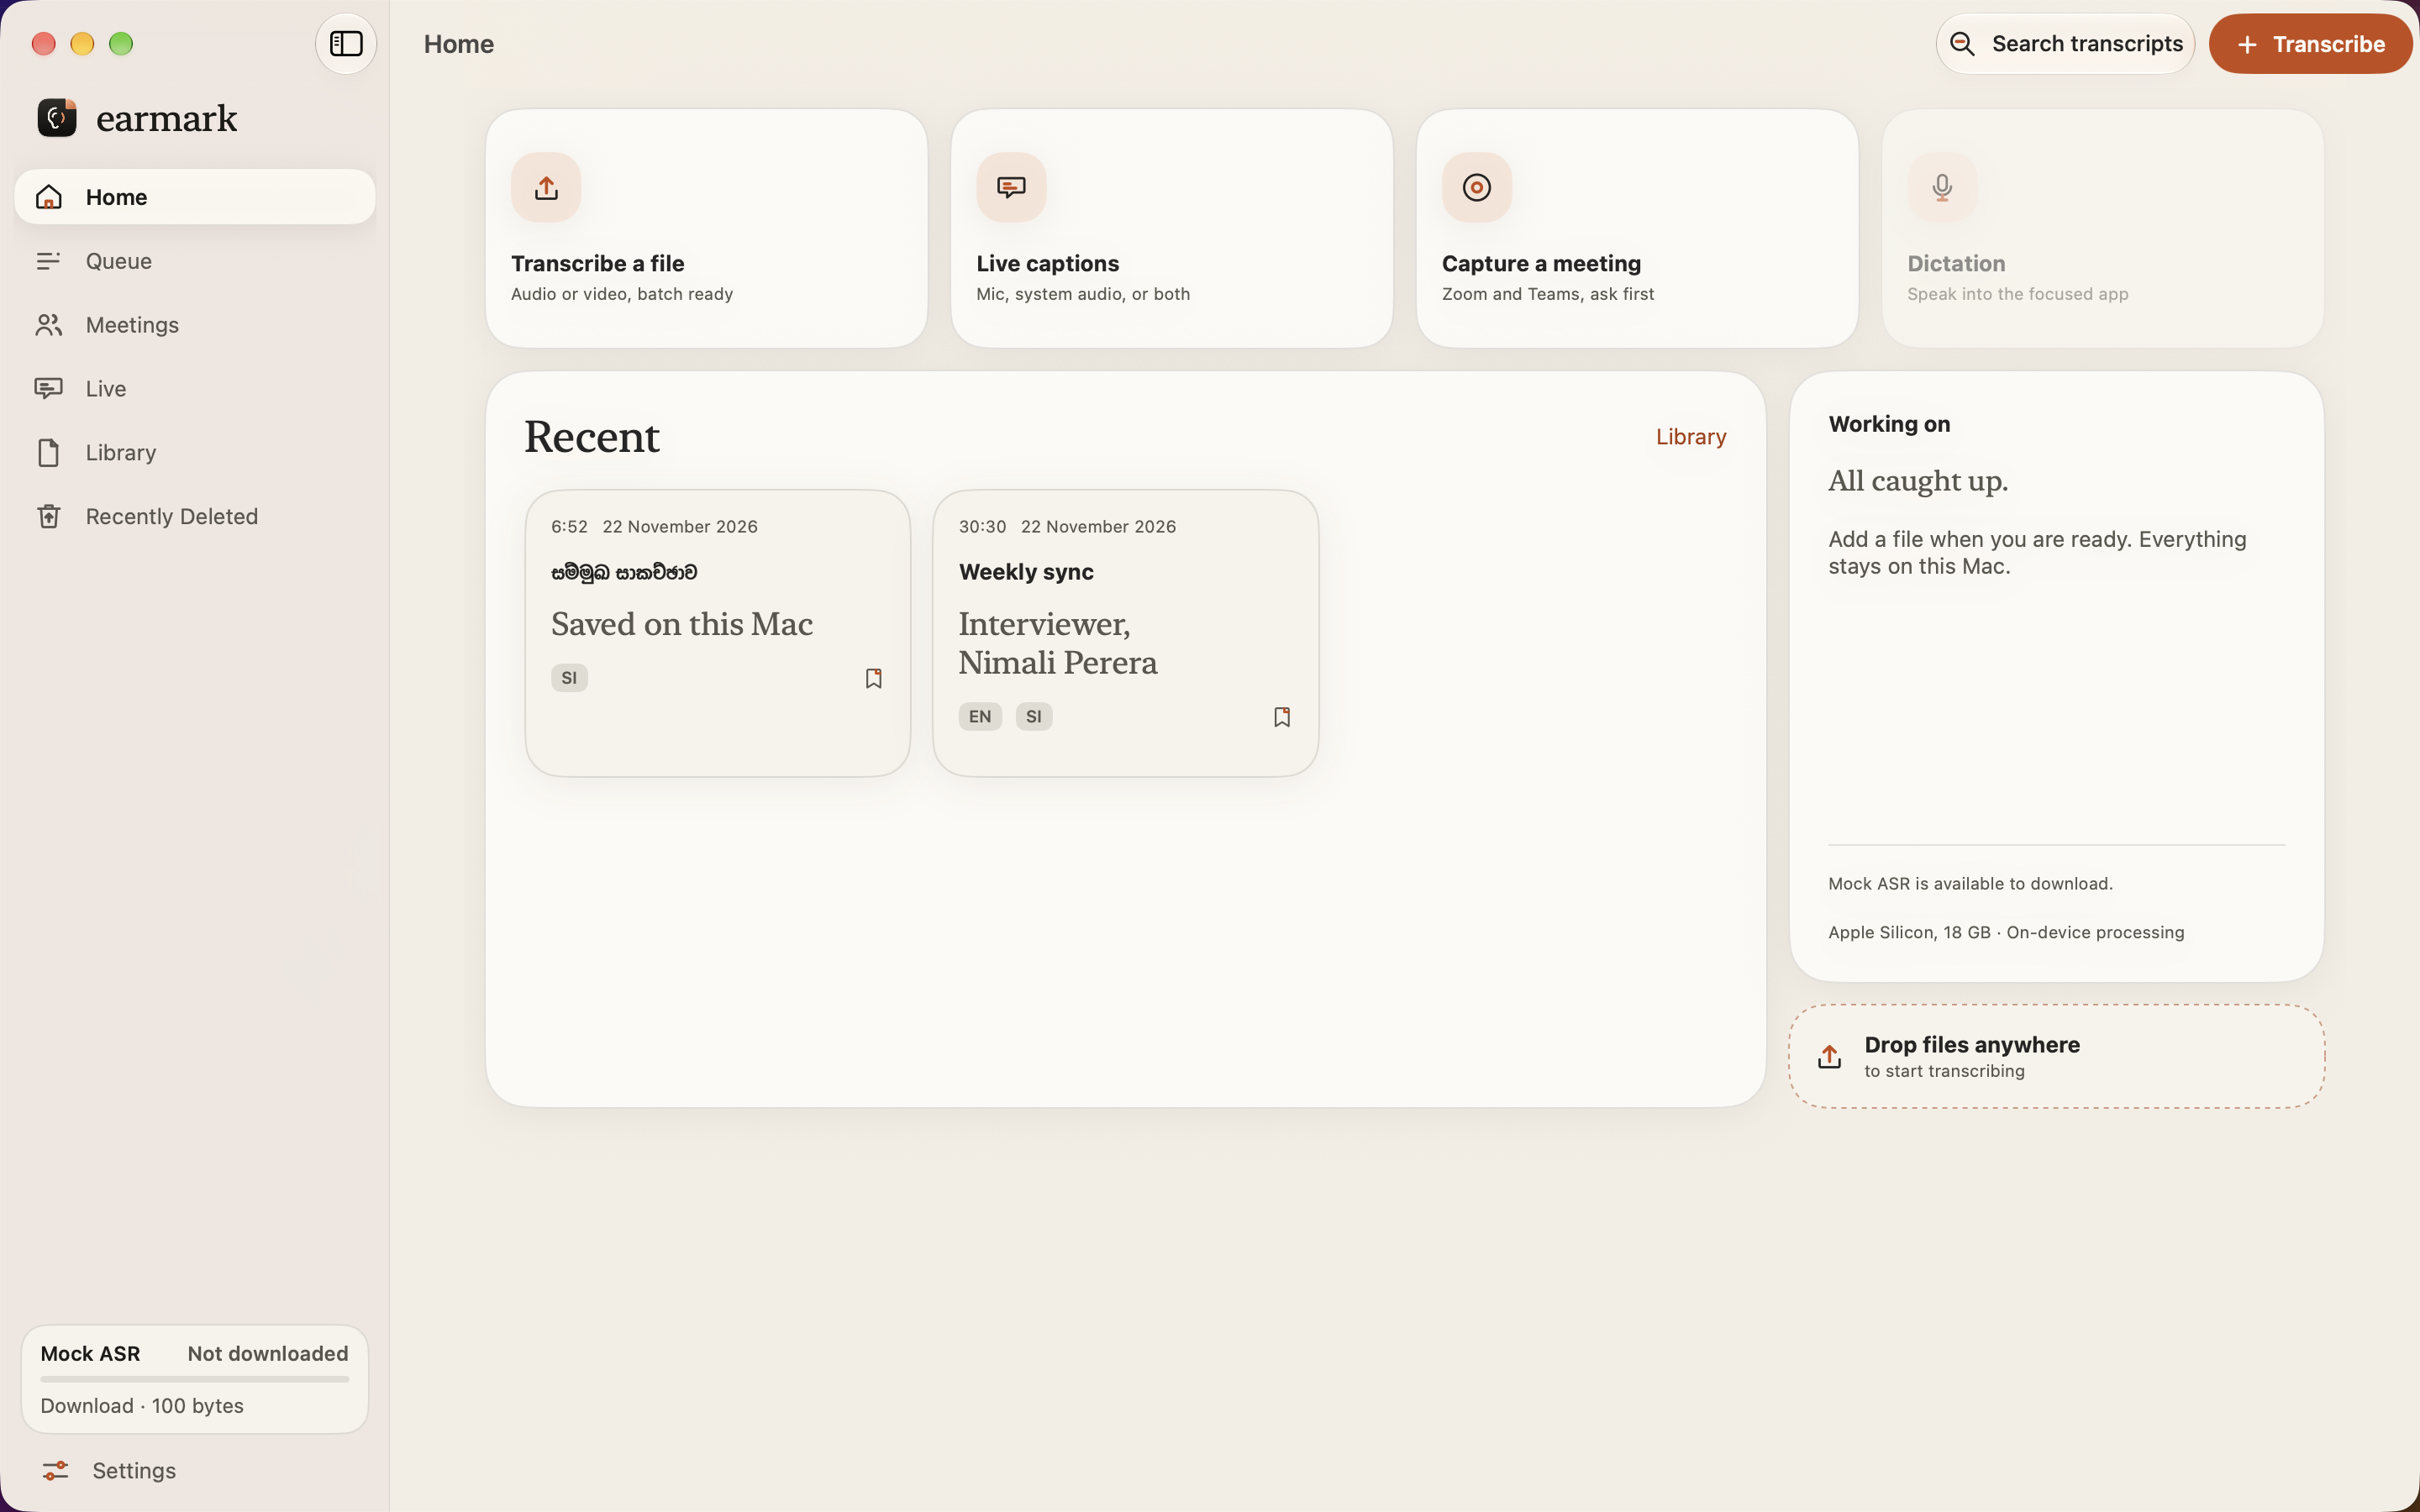 Home
Search transcripts
Transcribe
earmark
Home
Queue
Meetings
Live
Library
Recently Deleted
Transcribe a file
Audio or video, batch ready
Live captions
Mic, system audio, or both
Capture a meeting
Zoom and Teams, ask first
Dictation
Speak into the focused app
Recent
Library
6:52 22 November 2026
සම්මුඛ සාකච්ඡාව
Saved on this Mac
SI
30:30 22 November 2026
Weekly sync
Interviewer,
Nimali Perera
EN SI
Working on
All caught up.
Add a file when you are ready. Everything
stays on this Mac.
Mock ASR is available to download.
Apple Silicon, 18 GB · On-device processing
Drop files anywhere
to start transcribing
Mock ASR Not downloaded
Download · 100 bytes
Settings